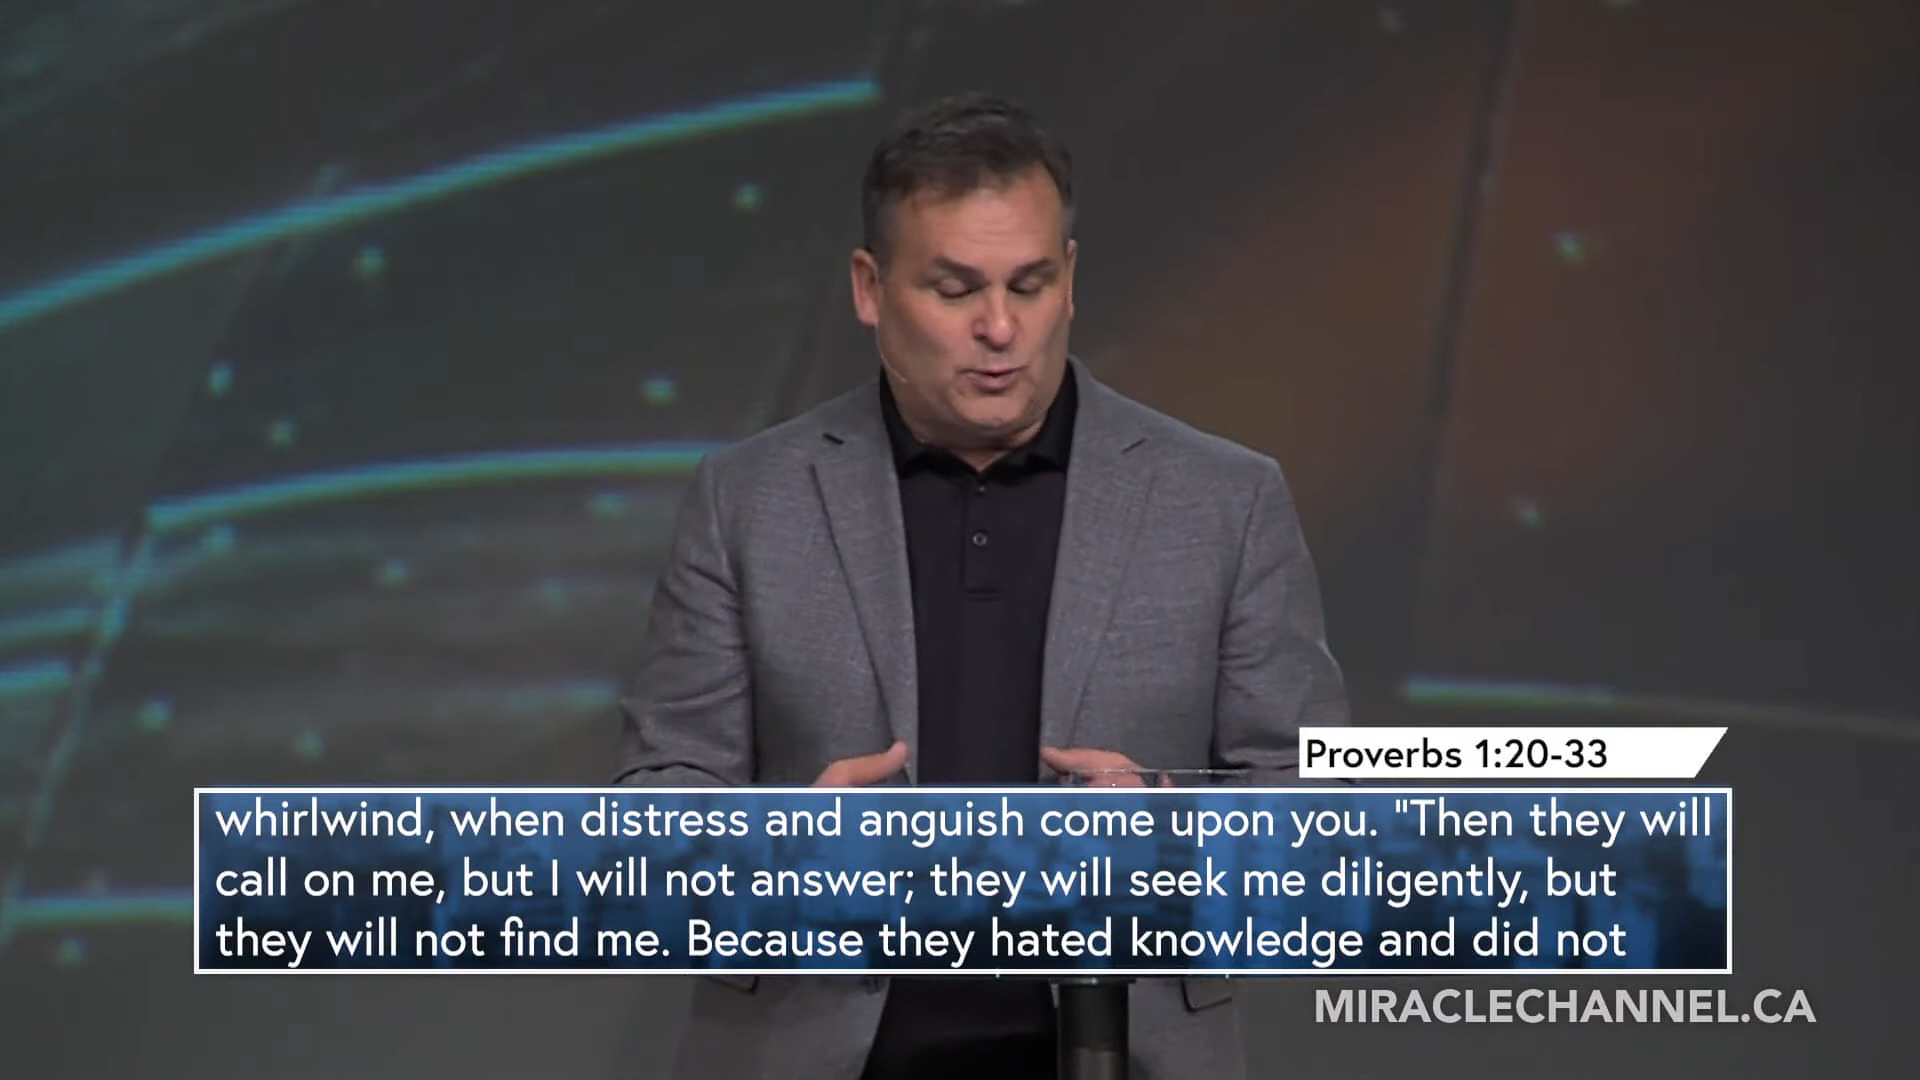 Proverbs 1:20-33
whirlwind, when distress and anguish come upon you. "Then they will
call on me, but I will not answer; they will seek me diligently, but
they will not find me. Because they hated knowledge and did not
MIRACLECHANNEL.CA